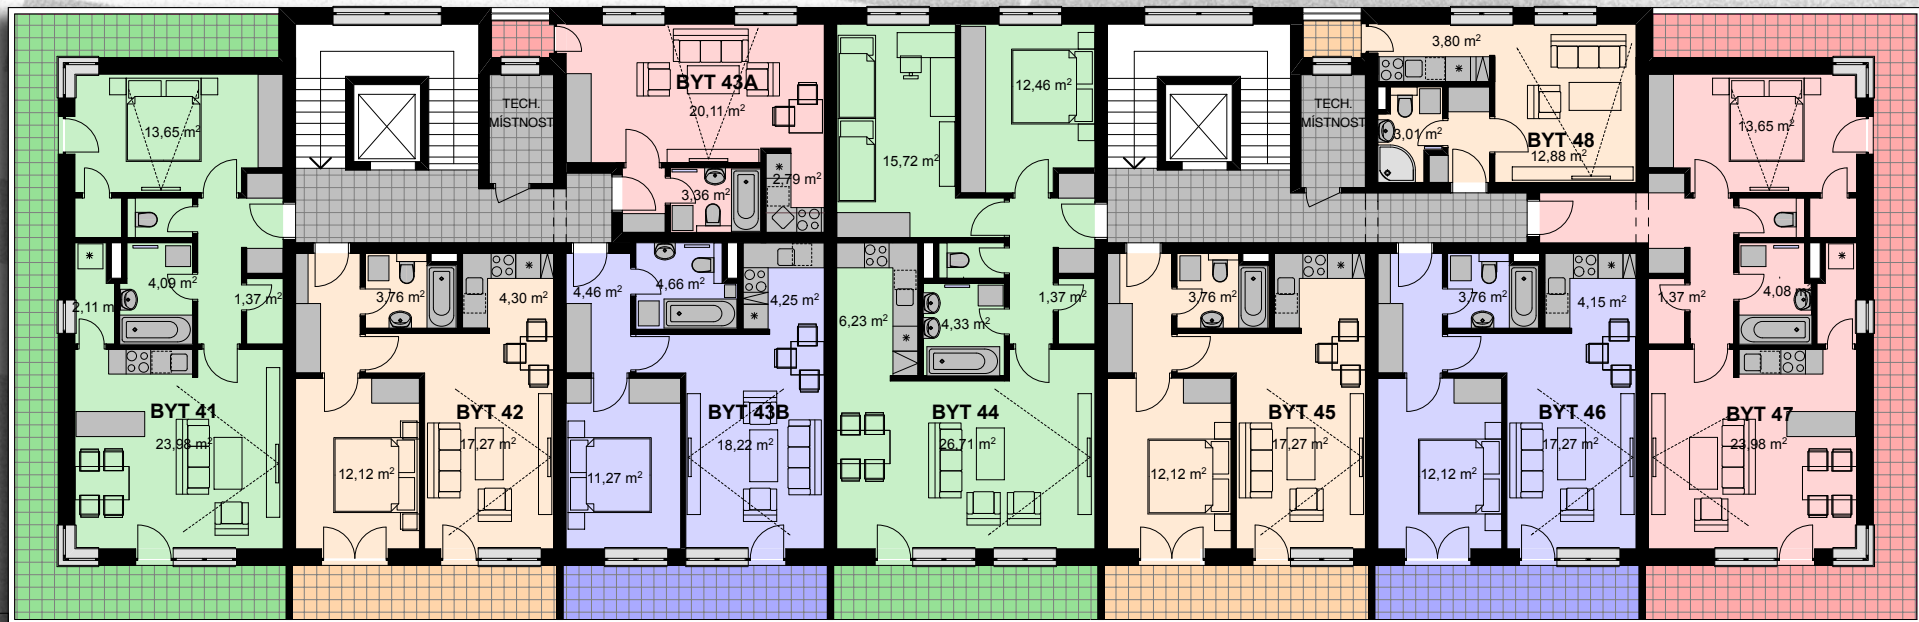 13,65 m²
4,09 m²
2,11 m
1,37 m²
BYT 41
23,98 m²
TECH.
MÍSTNOST
BYT 43A
20,11 m²
3,36 m²
2,79 m²
3,76 m²
4,30 m²
BYT 42
17,27 m²
12,12 m²
4,46 m²
4,66 m²
4,25 m²
BYT 43B
18,22 m²
11,27 m²
15,72 m²
12,46 m²
6,23 m²
4,33 m²
1,37 m²
BYT 44
26,71 m²
TECH.
MÍSTNOST
3,80 m²
3,01 m²
BYT 48
12,88 m²
3,76 m²
BYT 45
17,27 m²
12,12 m²
3,76 m²
4,15 m²
BYT 46
17,27 m²
12,12 m²
13,65 m²
1,37 m²
4,08 m
BYT 47
23,98 m²